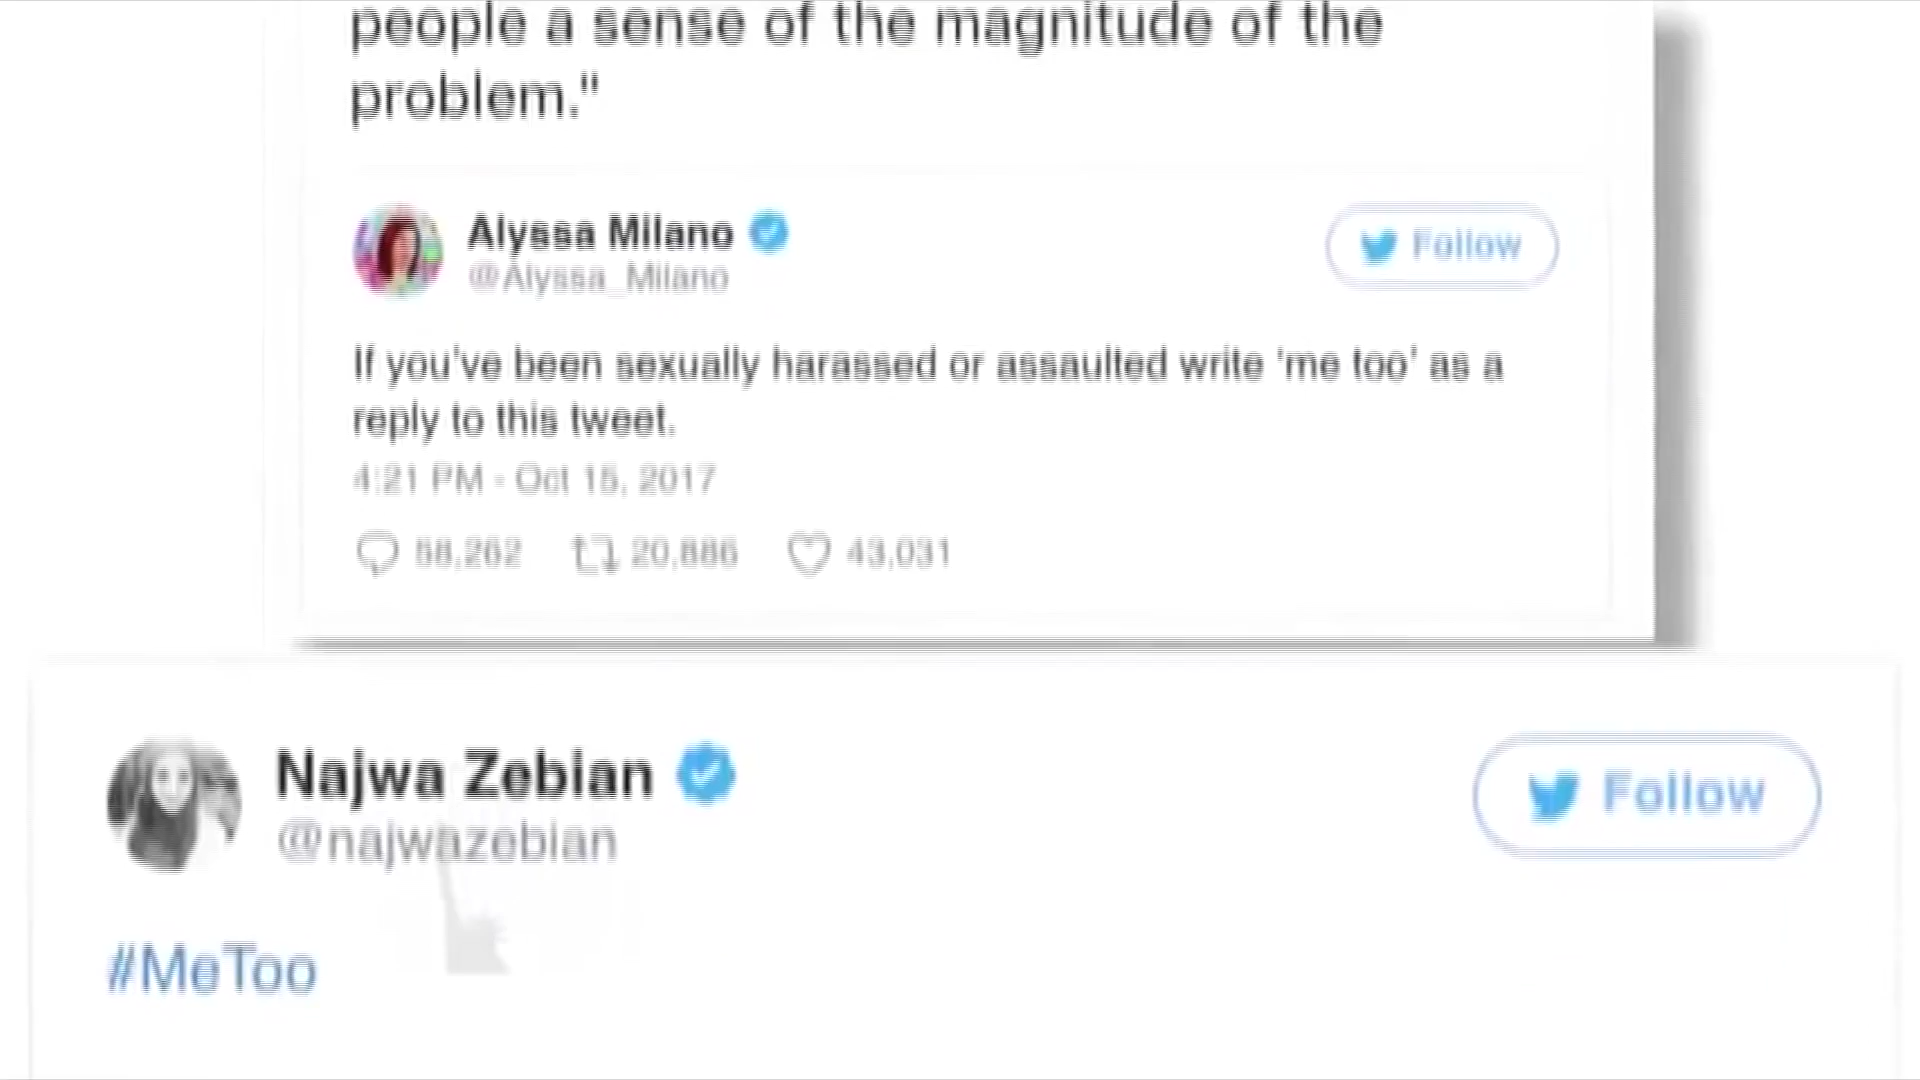 people a sense of the magnitude of the
problem."
Alyssa Milano
@Alyssa_Milano
Follow
If you've been sexually harassed or assaulted write 'me too' as a
reply to this tweet.
4:21 PM - Oct 15, 2017
20,886
43,031
Najwa Zebian
@najwazebian
Follow
#MeToo